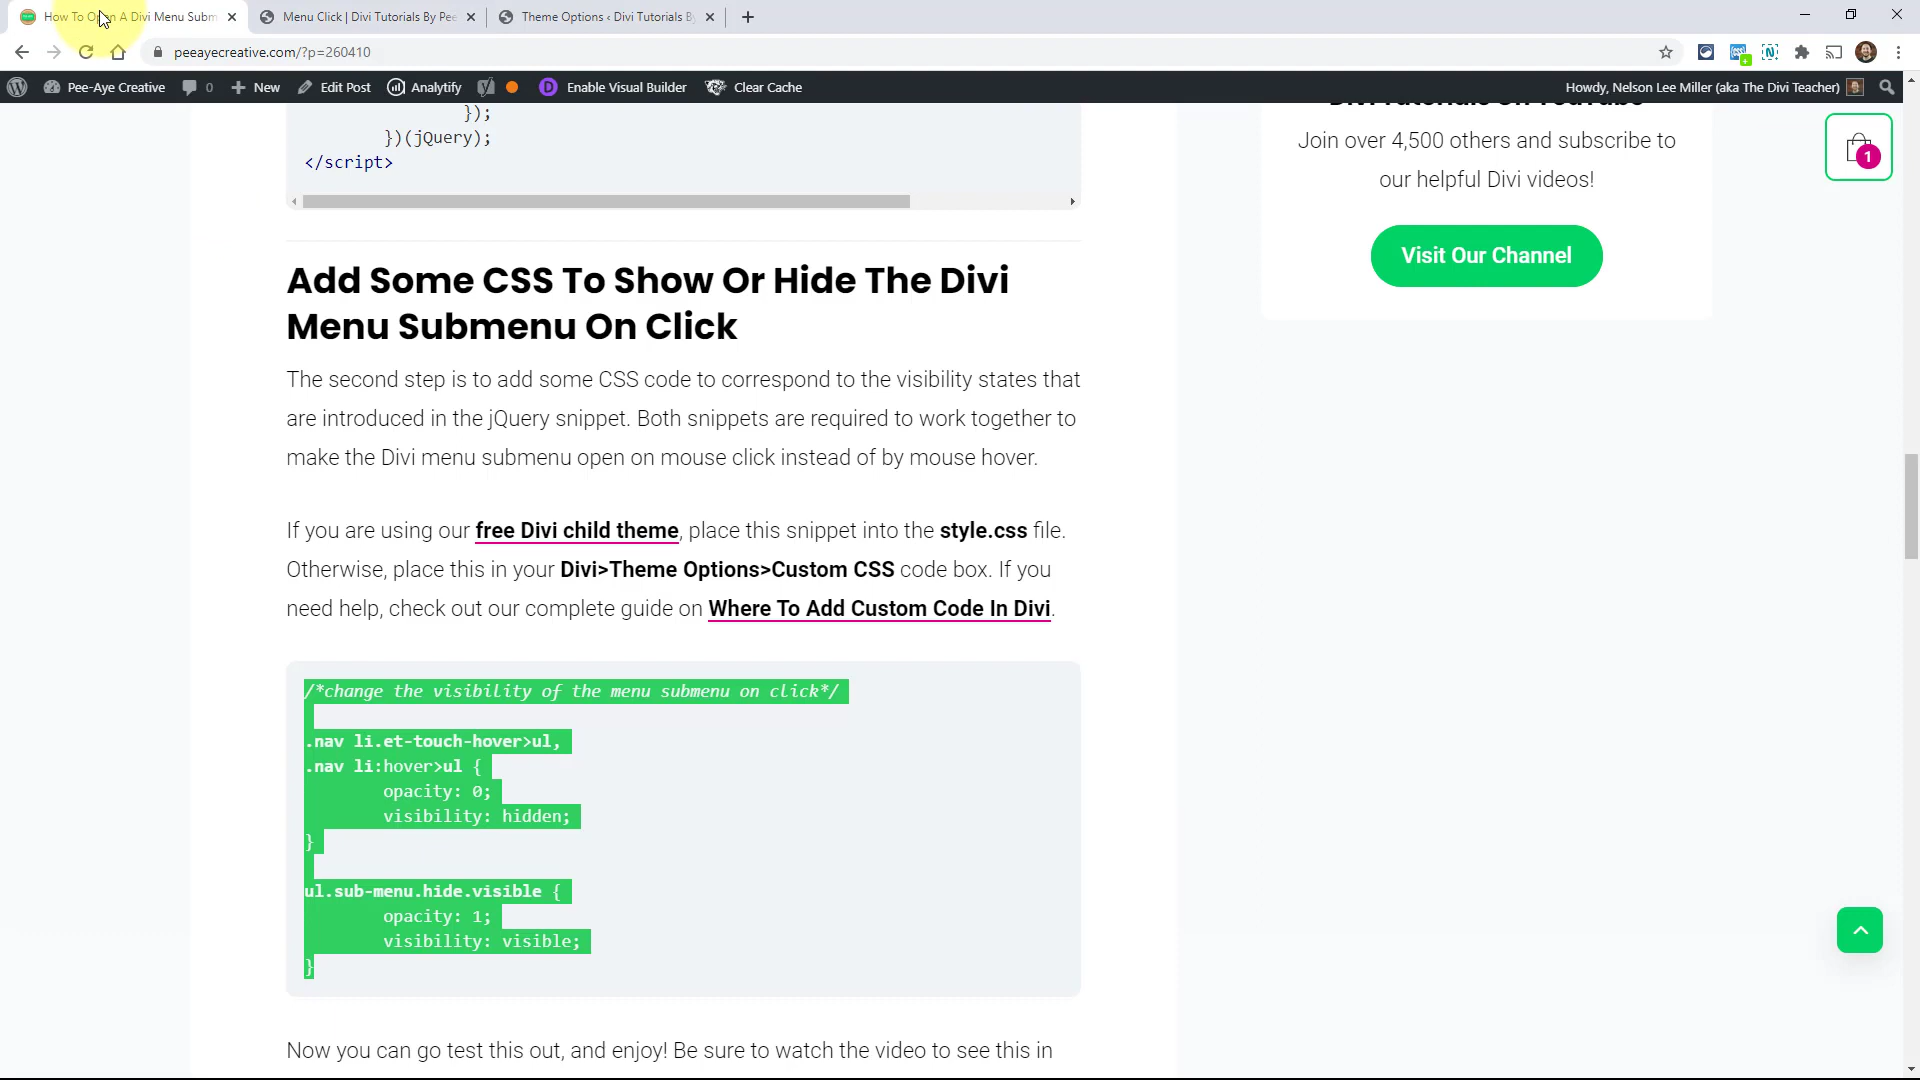 How To Open A Divi Menu Subm
Menu Click | Divi Tutorials By Pee
Theme Options ‹ Divi Tutorials By
peeayecreative.com/?p=260410
Pee-Aye Creative
0
New
Edit Post
Analytify
Enable Visual Builder
Clear Cache
Howdy, Nelson Lee Miller (aka The Divi Teacher)
});
})(jQuery);
</script>
Divi Tutorials On YouTube
Join over 4,500 others and subscribe to
our helpful Divi videos!
Visit Our Channel
1
Add Some CSS To Show Or Hide The Divi
Menu Submenu On Click
The second step is to add some CSS code to correspond to the visibility states that
are introduced in the jQuery snippet. Both snippets are required to work together to
make the Divi menu submenu open on mouse click instead of by mouse hover.
If you are using our free Divi child theme, place this snippet into the style.css file.
Otherwise, place this in your Divi>Theme Options>Custom CSS code box. If you
need help, check out our complete guide on Where To Add Custom Code In Divi.
/*change the visibility of the menu submenu on click*/
.nav li.et-touch-hover>ul,
.nav li:hover>ul {
opacity: 0;
visibility: hidden;
}
ul.sub-menu.hide.visible {
opacity: 1;
visibility: visible;
}
Now you can go test this out, and enjoy! Be sure to watch the video to see this in